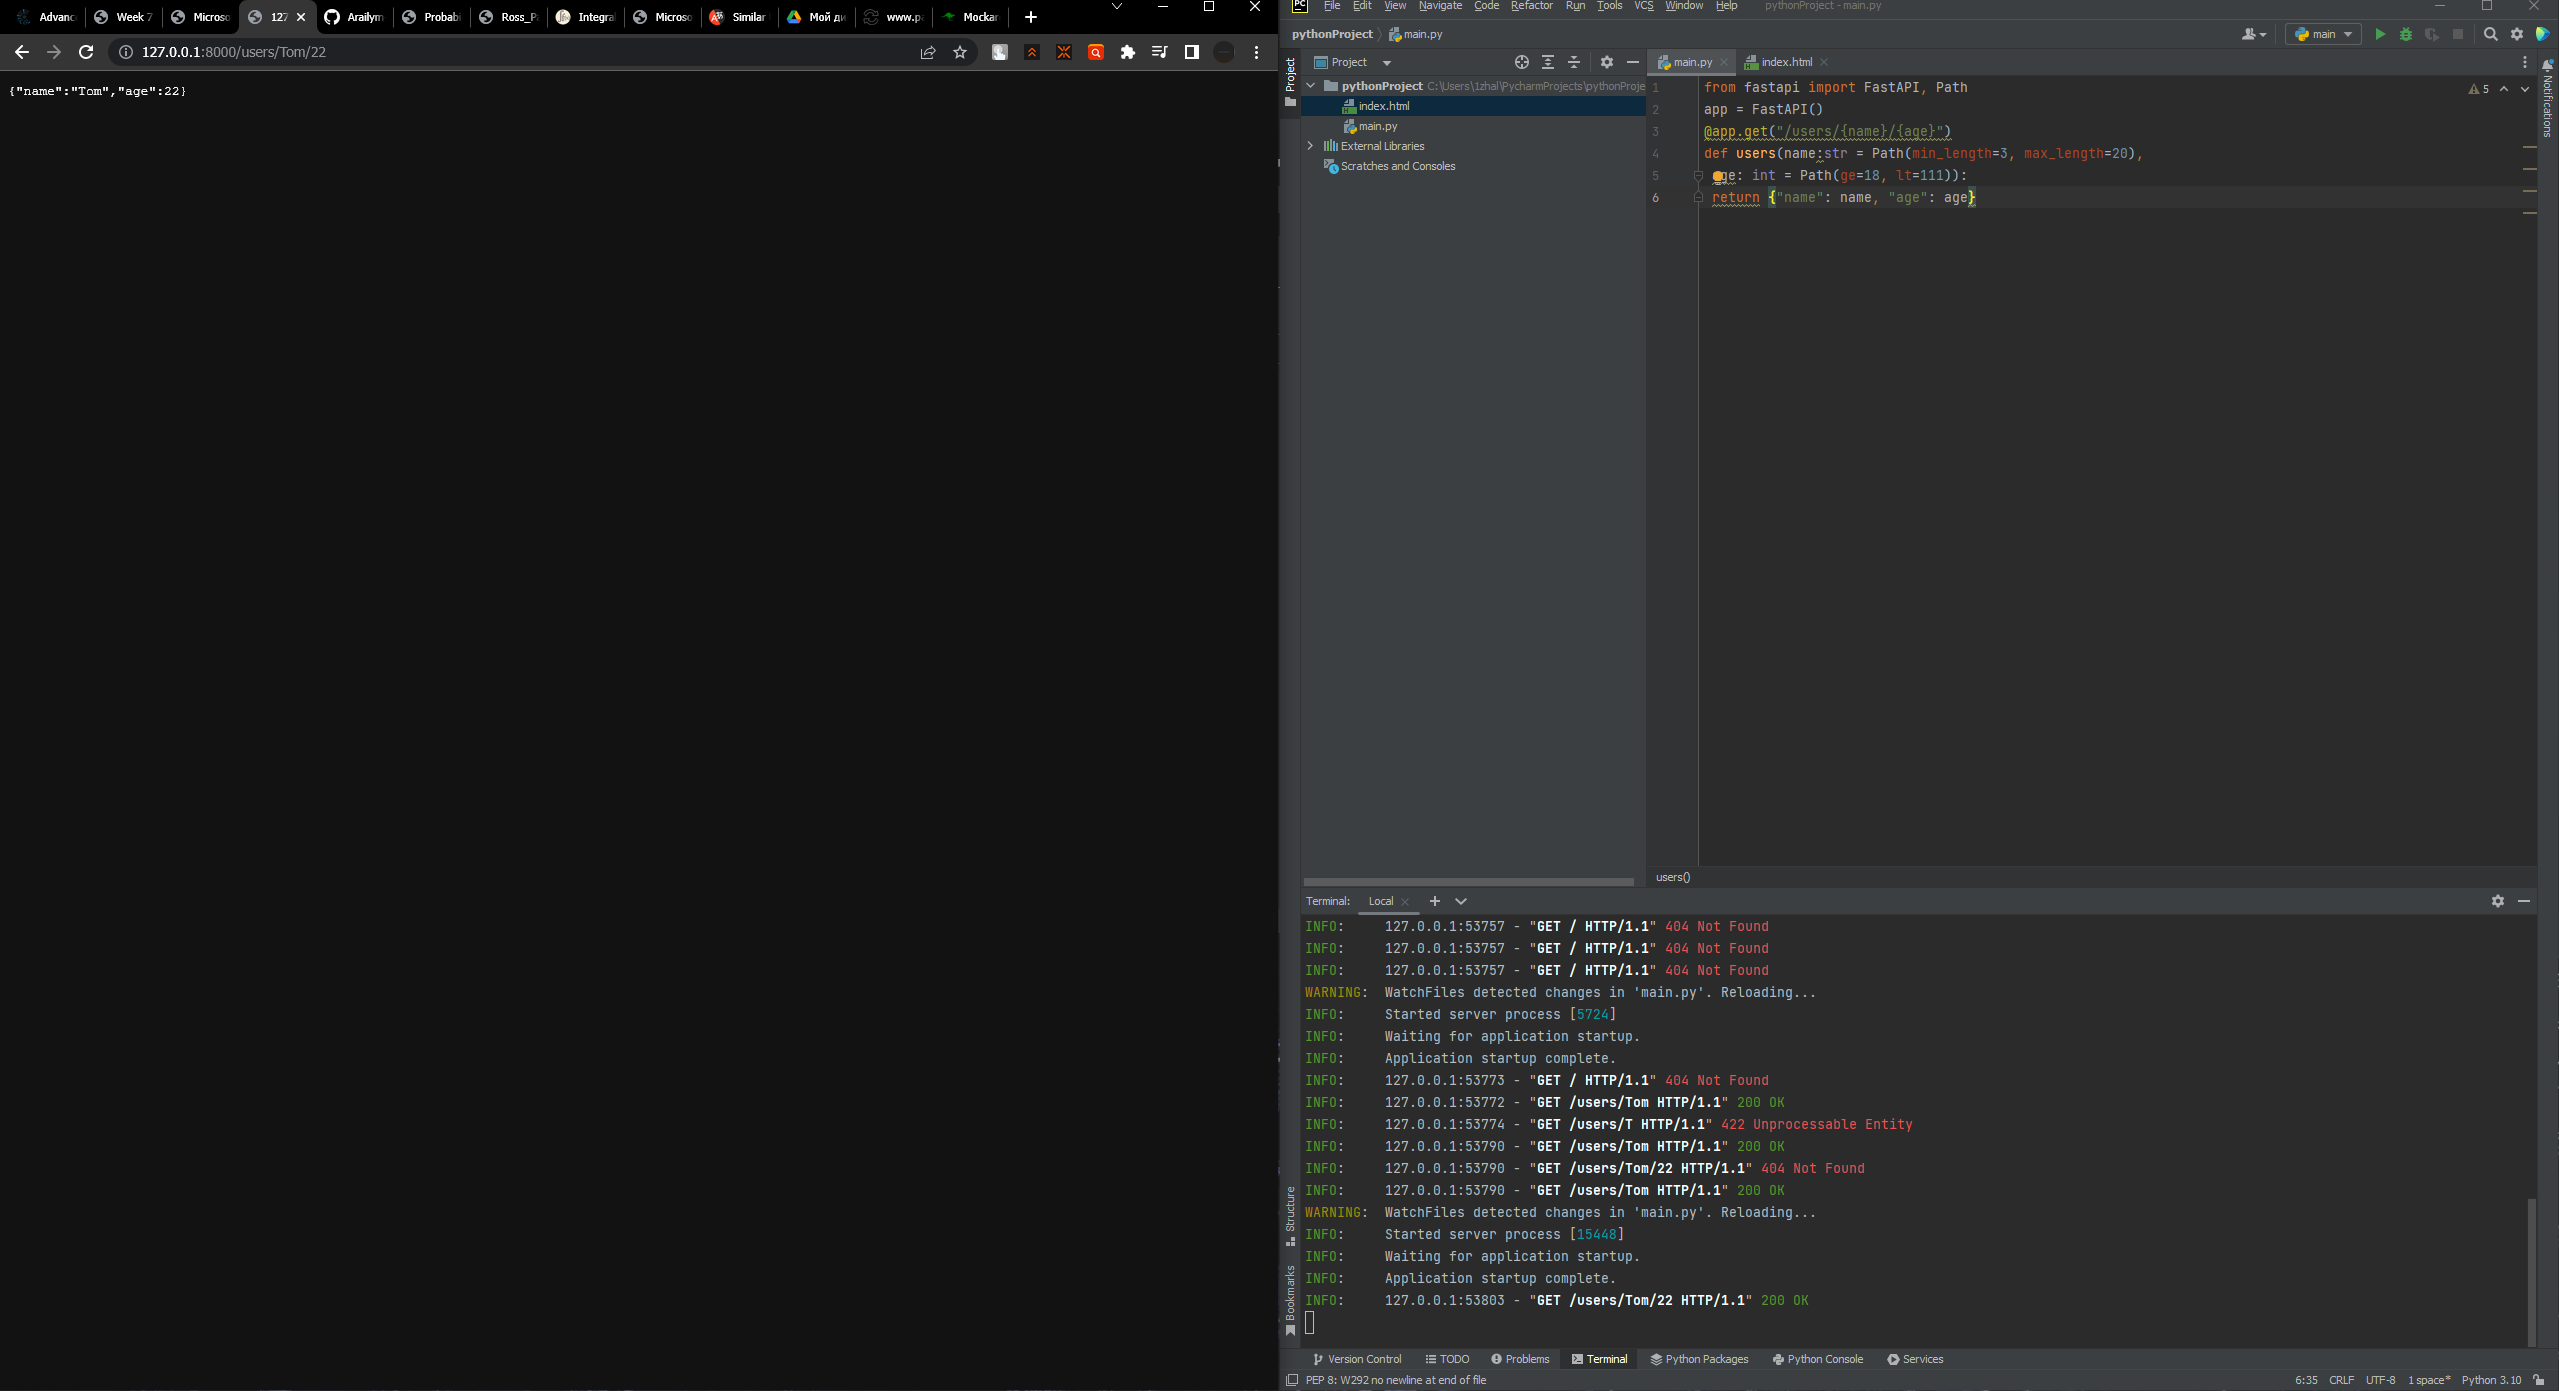 Advanc
Week 7
Microso
127
Arailym
Probabi
Ross_P
Integral
Microso
Similar
Мой ди
www.pa
Mockar
127.0.0.1:8000/users/Tom/22
{"name":"Tom","age":22}
PC File Edit View Navigate Code Refactor Run Tools VCS Window Help pythonProject - main.py
pythonProject main.py
main
Project
Project
main.py
index.html
Notifications
pythonProject C:\Users\1zhal\PycharmProjects\pythonProje
index.html
main.py
External Libraries
Scratches and Consoles
5
1 from fastapi import FastAPI, Path
2 app = FastAPI()
3 @app.get("/users/{name}/{age}")
4 def users(name:str = Path(min_length=3, max_length=20),
5 ge: int = Path(ge=18, lt=111)):
6 return {"name": name, "age": age}
users()
Terminal: Local
INFO: 127.0.0.1:53757 - "GET / HTTP/1.1" 404 Not Found
INFO: 127.0.0.1:53757 - "GET / HTTP/1.1" 404 Not Found
INFO: 127.0.0.1:53757 - "GET / HTTP/1.1" 404 Not Found
WARNING: WatchFiles detected changes in 'main.py'. Reloading...
INFO: Started server process [5724]
INFO: Waiting for application startup.
INFO: Application startup complete.
INFO: 127.0.0.1:53773 - "GET / HTTP/1.1" 404 Not Found
INFO: 127.0.0.1:53772 - "GET /users/Tom HTTP/1.1" 200 OK
INFO: 127.0.0.1:53774 - "GET /users/T HTTP/1.1" 422 Unprocessable Entity
INFO: 127.0.0.1:53790 - "GET /users/Tom HTTP/1.1" 200 OK
INFO: 127.0.0.1:53790 - "GET /users/Tom/22 HTTP/1.1" 404 Not Found
INFO: 127.0.0.1:53790 - "GET /users/Tom HTTP/1.1" 200 OK
WARNING: WatchFiles detected changes in 'main.py'. Reloading...
INFO: Started server process [15448]
INFO: Waiting for application startup.
INFO: Application startup complete.
INFO: 127.0.0.1:53803 - "GET /users/Tom/22 HTTP/1.1" 200 OK
Structure
Bookmarks
Version Control TODO Problems Terminal Python Packages Python Console Services
PEP 8: W292 no newline at end of file
6:35 CRLF UTF-8 1 space* Python 3.10